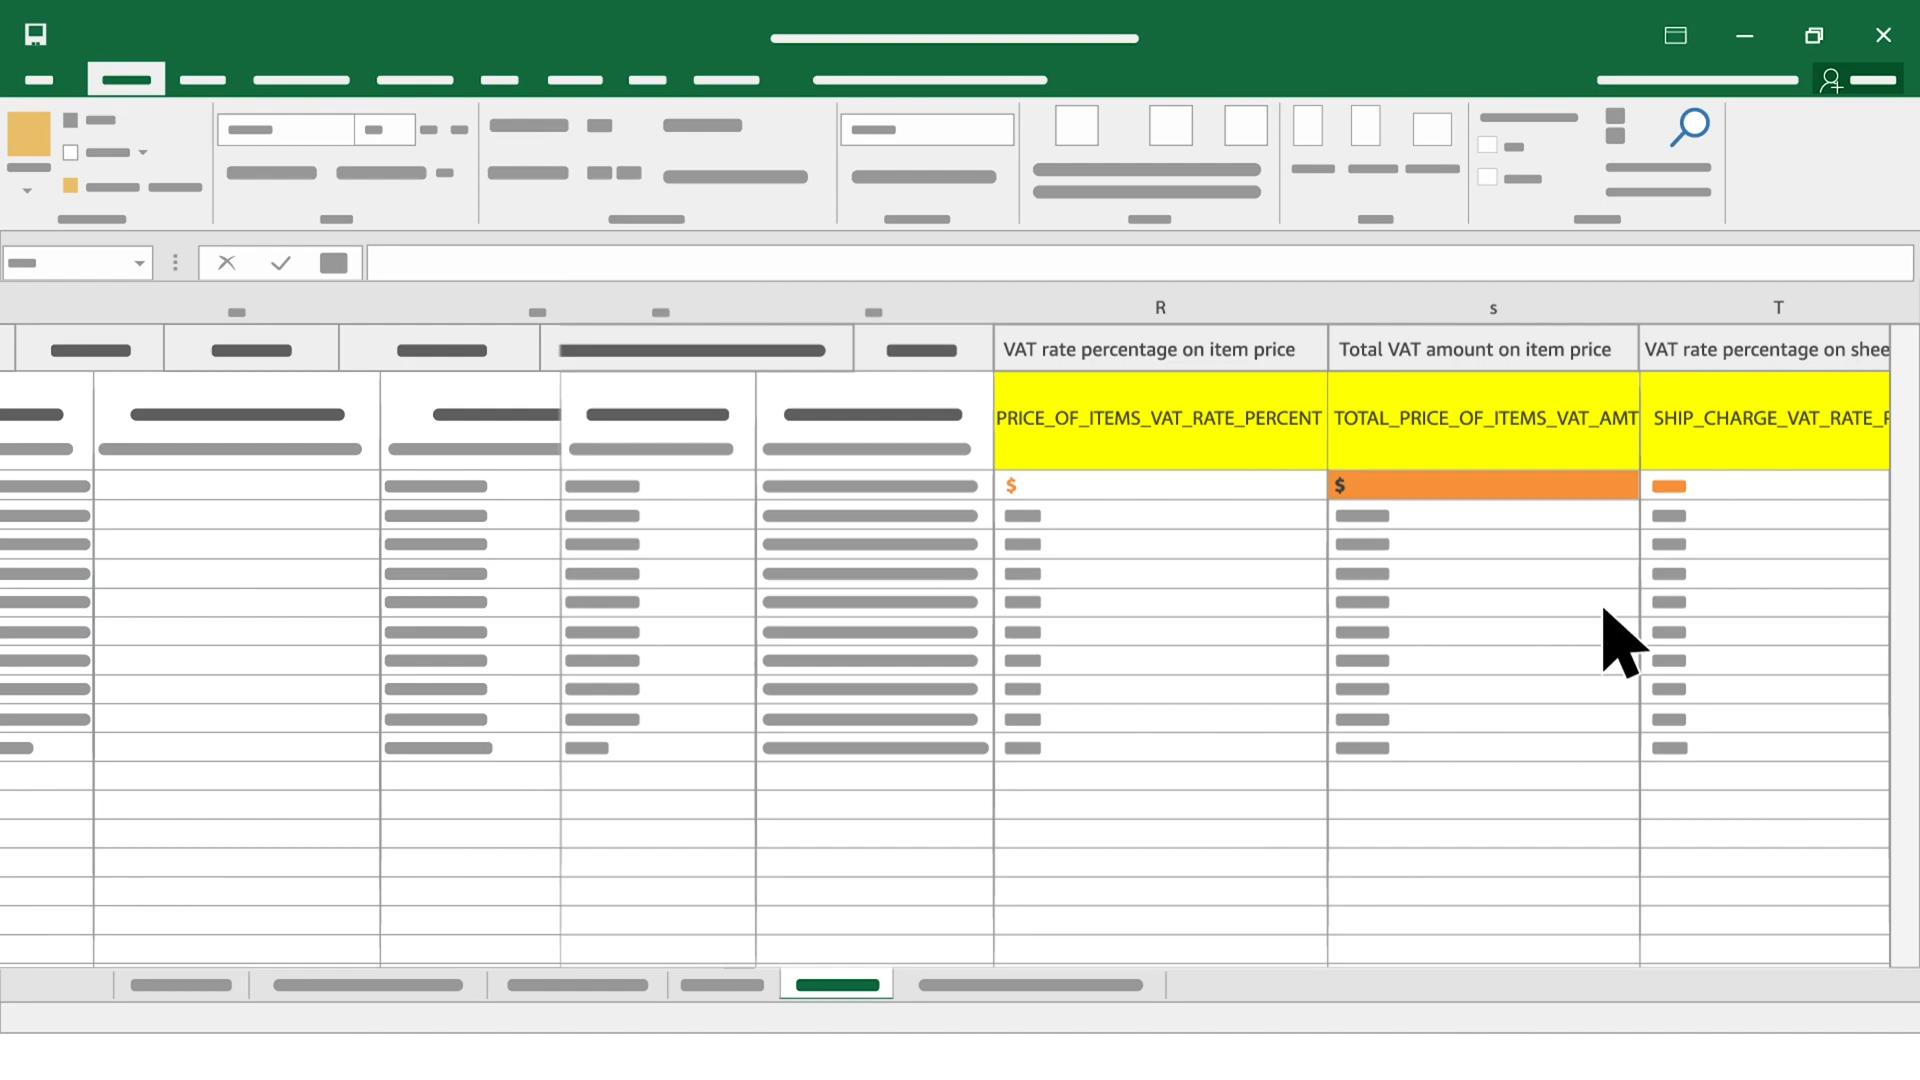 R s T
VAT rate percentage on item price Total VAT amount on item price VAT rate percentage on shee
PRICE_OF_ITEMS_VAT_RATE_PERCENT TOTAL_PRICE_OF_ITEMS_VAT_AMT SHIP_CHARGE_VAT_RATE_P
$ $